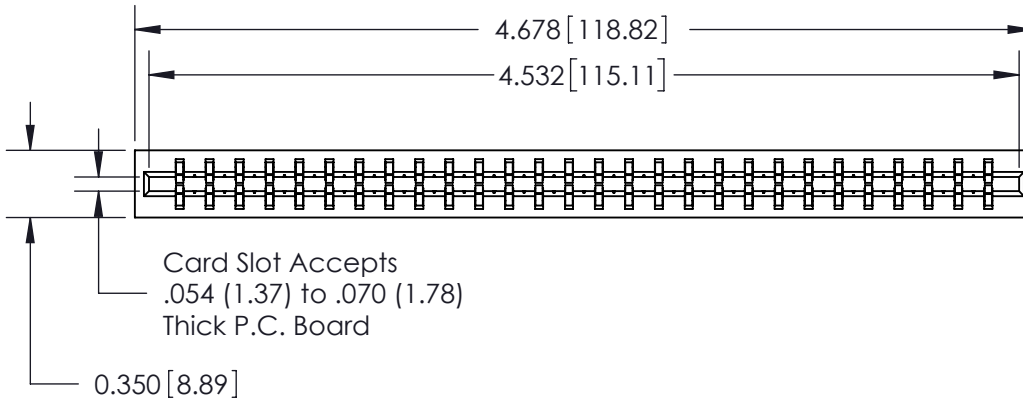 4.678 [118.82]
4.532 [115.11]
Card Slot Accepts
.054 (1.37) to .070 (1.78)
Thick P.C. Board
0.350 [8.89]